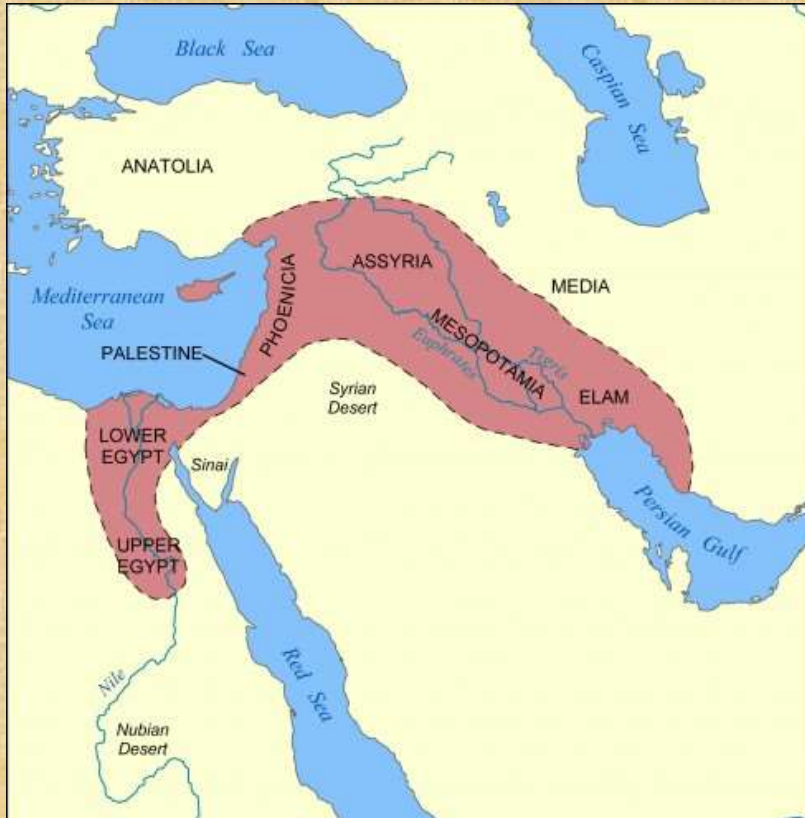 Black Sea
Caspian Sea
ANATOLIA
ASSYRIA
MEDIA
Mediterranean
Sea
PHOENICIA
MESOPOTAMIA
Euphrates
Tigris
PALESTINE
ELAM
Syrian
Desert
LOWER
EGYPT
Sinai
Persian Gulf
UPPER
EGYPT
Red Sea
Nile
Nubian
Desert